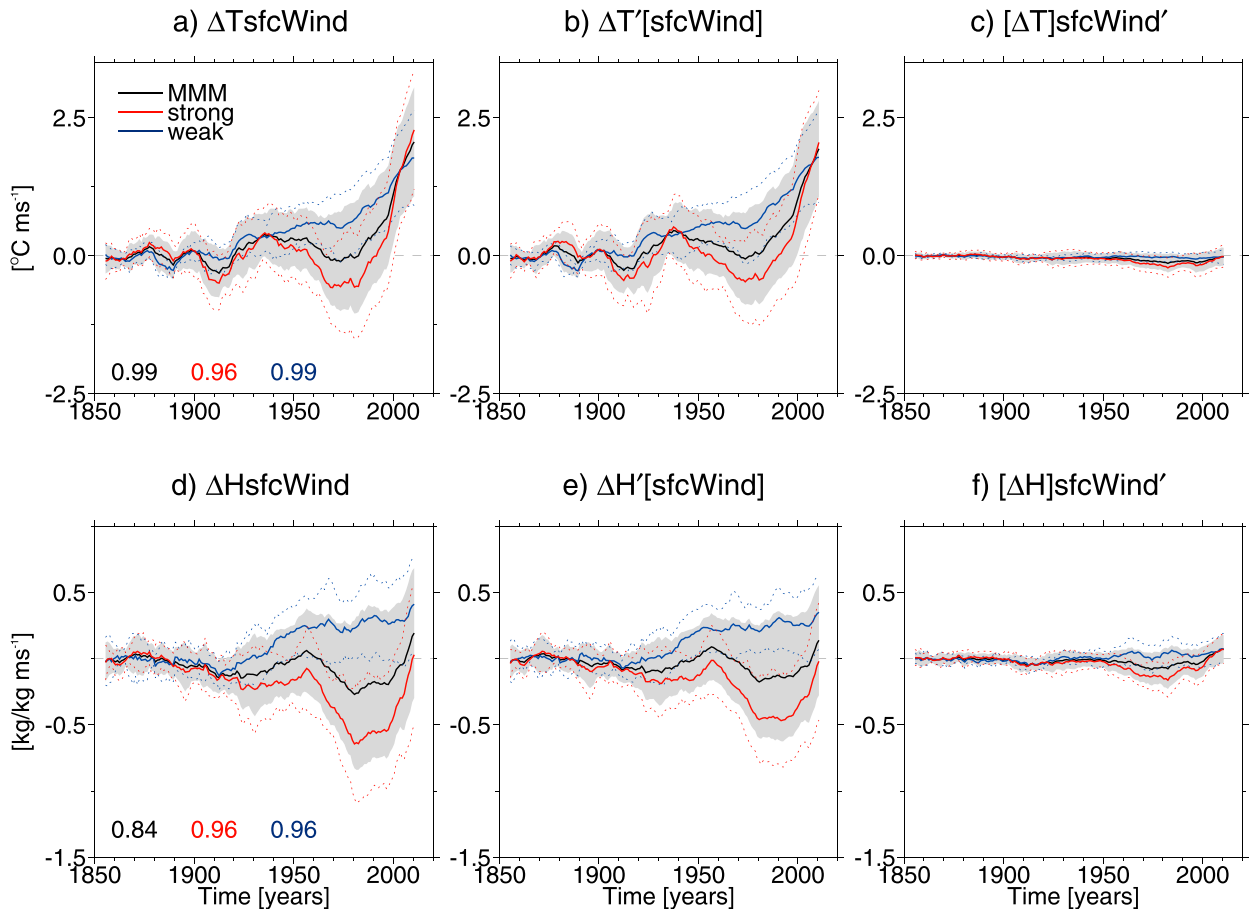 a) ΔTsfcWind
b) ΔT′[sfcWind]
c) [ΔT]sfcWind′
MMM
strong
weak
[°C ms⁻¹]
2.5
0.0
-2.5
0.99 0.96 0.99
1850 1900 1950 2000
2.5
0.0
-2.5
1850 1900 1950 2000
2.5
0.0
-2.5
1850 1900 1950 2000
d) ΔHsfcWind
e) ΔH′[sfcWind]
f) [ΔH]sfcWind′
[kg/kg ms⁻¹]
0.5
-0.5
-1.5
0.84 0.96 0.96
1850 1900 1950 2000
Time [years]
0.5
-0.5
-1.5
1850 1900 1950 2000
Time [years]
0.5
-0.5
-1.5
1850 1900 1950 2000
Time [years]